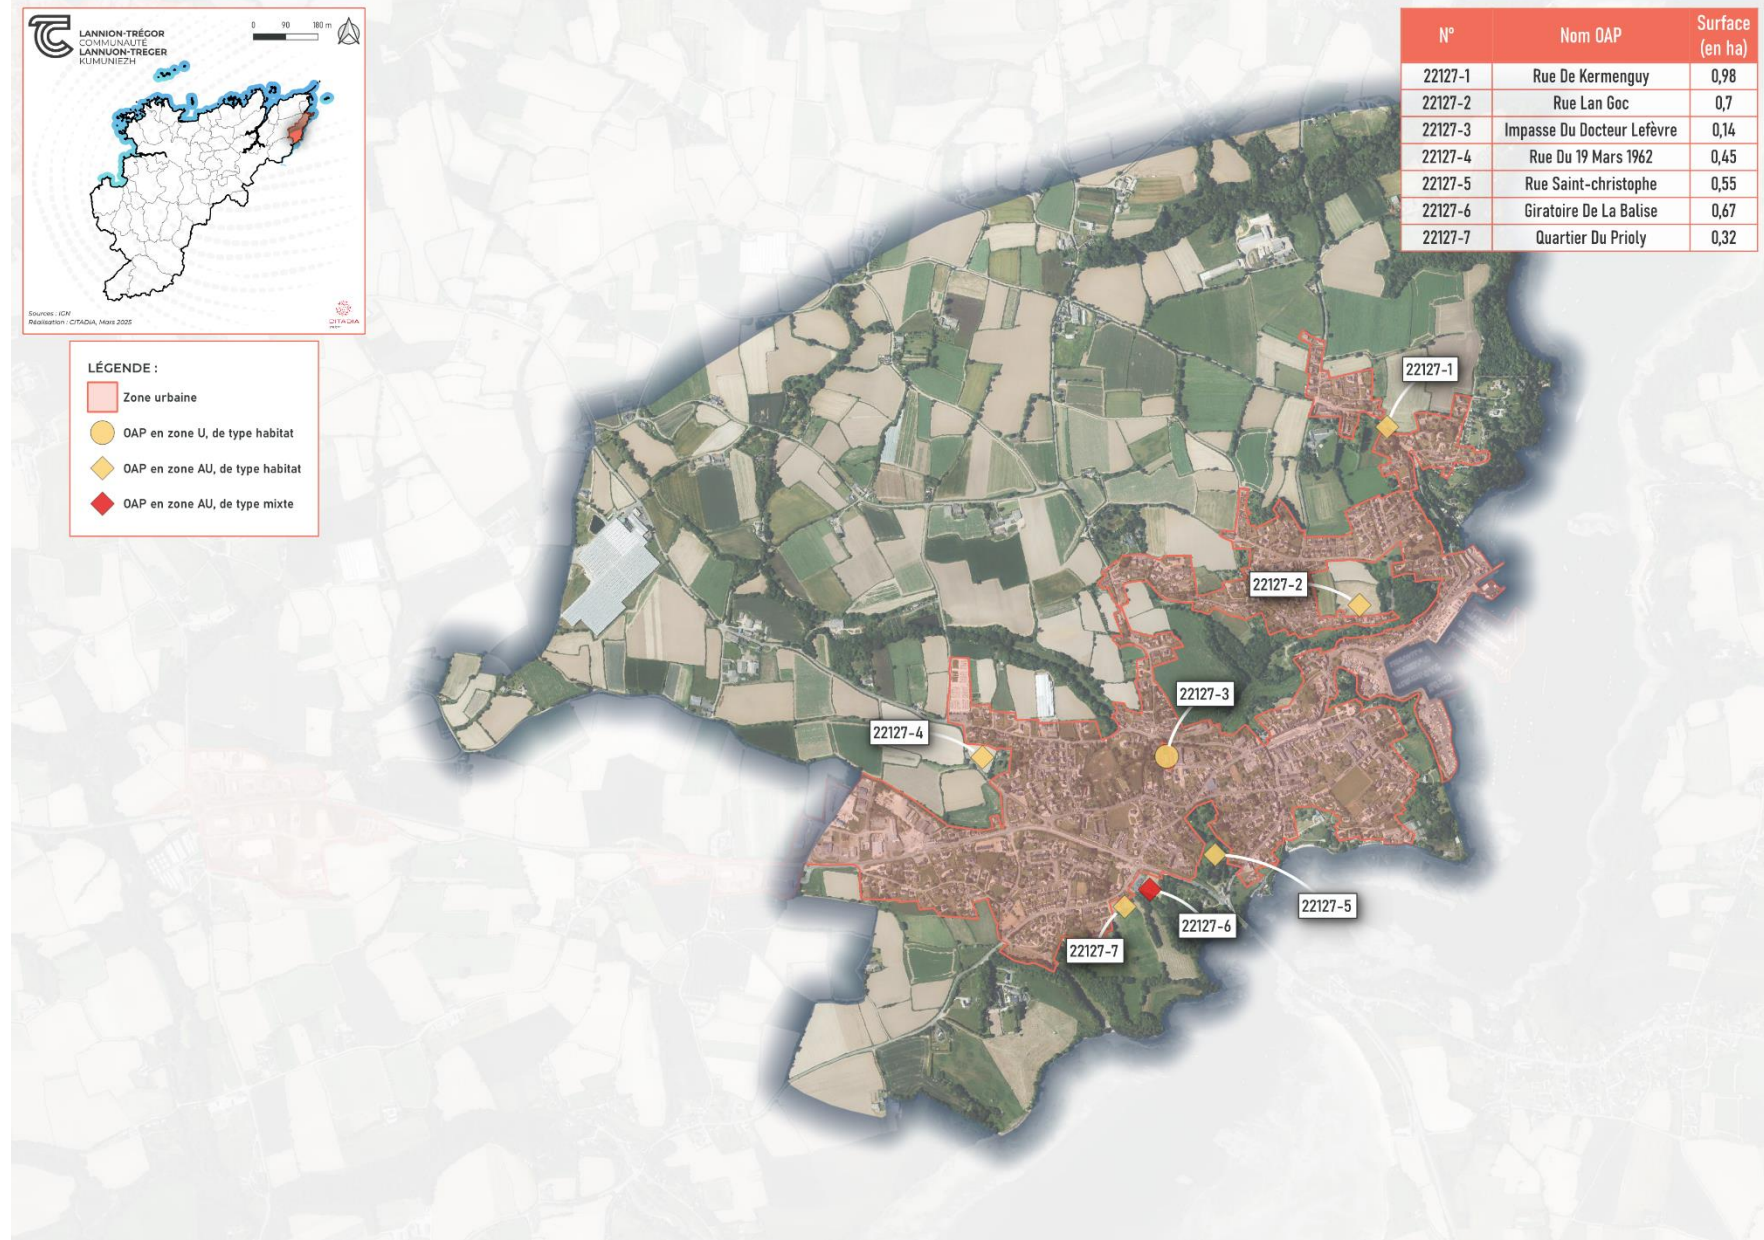 LANNION-TRÉGOR
COMMUNAUTÉ
LANNUON-TREGER
KUMUNIEZH
0 90 180 m
Sources : IGN
Réalisation : CITADIA, Mars 2025
CITADIA
LÉGENDE :
Zone urbaine
OAP en zone U, de type habitat
OAP en zone AU, de type habitat
OAP en zone AU, de type mixte
N° Nom OAP Surface (en ha)
22127-1 Rue De Kermenguy 0,98
22127-2 Rue Lan Goc 0,7
22127-3 Impasse Du Docteur Lefèvre 0,14
22127-4 Rue Du 19 Mars 1962 0,45
22127-5 Rue Saint-christophe 0,55
22127-6 Giratoire De La Balise 0,67
22127-7 Quartier Du Prioly 0,32
22127-1
22127-2
22127-3
22127-4
22127-5
22127-6
22127-7